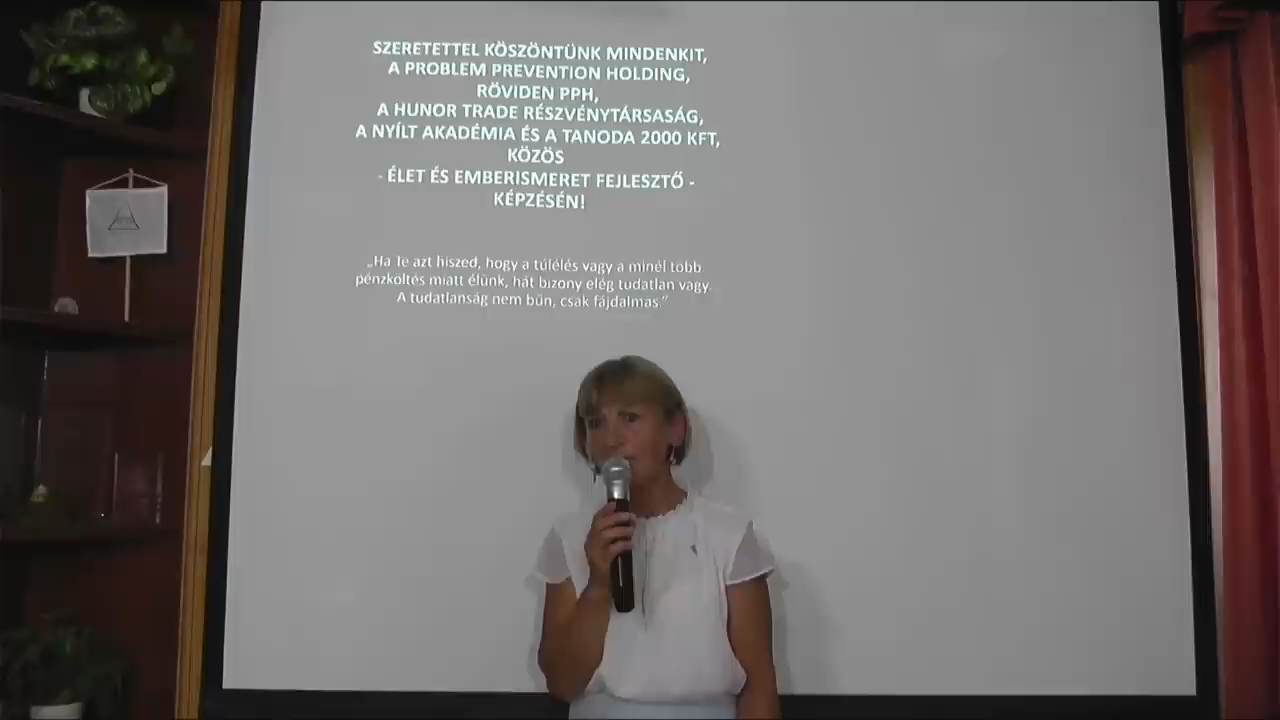 SZERETETTEL KÖSZÖNTÜNK MINDENKIT,
A PROBLEM PREVENTION HOLDING,
RÖVIDEN PPH,
A HUNOR TRADE RÉSZVÉNYTÁRSASÁG,
A NYÍLT AKADÉMIA ÉS A TANODA 2000 KFT,
KÖZÖS
- ÉLET ÉS EMBERISMERET FEJLESZTŐ -
KÉPZÉSÉN!
„Ha Te azt hiszed, hogy a túlélés vagy a minél több
pénzköltés miatt élünk, hát bizony elég tudatlan vagy.
A tudatlanság nem bűn, csak fájdalmas.”